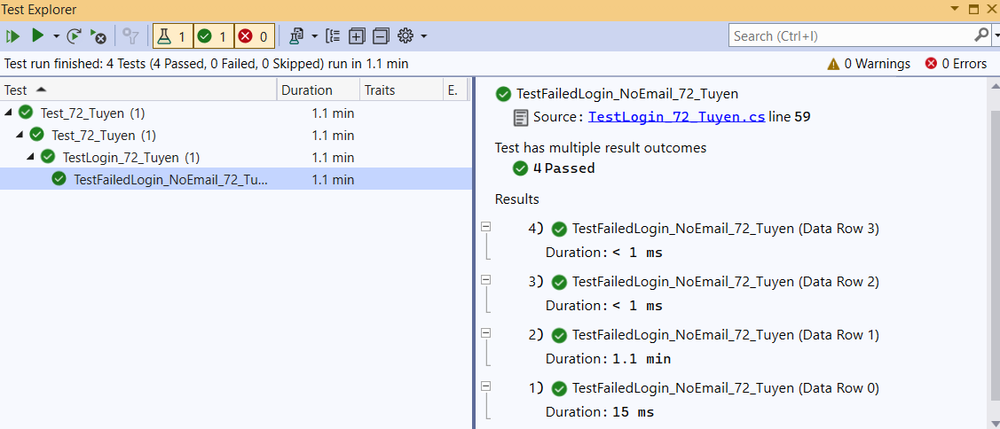 Test Explorer
1 1 0
Search (Ctrl+I)
Test run finished: 4 Tests (4 Passed, 0 Failed, 0 Skipped) run in 1.1 min
0 Warnings 0 Errors
Test Duration Traits E.
Test_72_Tuyen (1) 1.1 min
Test_72_Tuyen (1) 1.1 min
TestLogin_72_Tuyen (1) 1.1 min
TestFailedLogin_NoEmail_72_Tu... 1.1 min
TestFailedLogin_NoEmail_72_Tuyen
Source: TestLogin_72_Tuyen.cs line 59
Test has multiple result outcomes
4 Passed
Results
4) TestFailedLogin_NoEmail_72_Tuyen (Data Row 3)
Duration: < 1 ms
3) TestFailedLogin_NoEmail_72_Tuyen (Data Row 2)
Duration: < 1 ms
2) TestFailedLogin_NoEmail_72_Tuyen (Data Row 1)
Duration: 1.1 min
1) TestFailedLogin_NoEmail_72_Tuyen (Data Row 0)
Duration: 15 ms